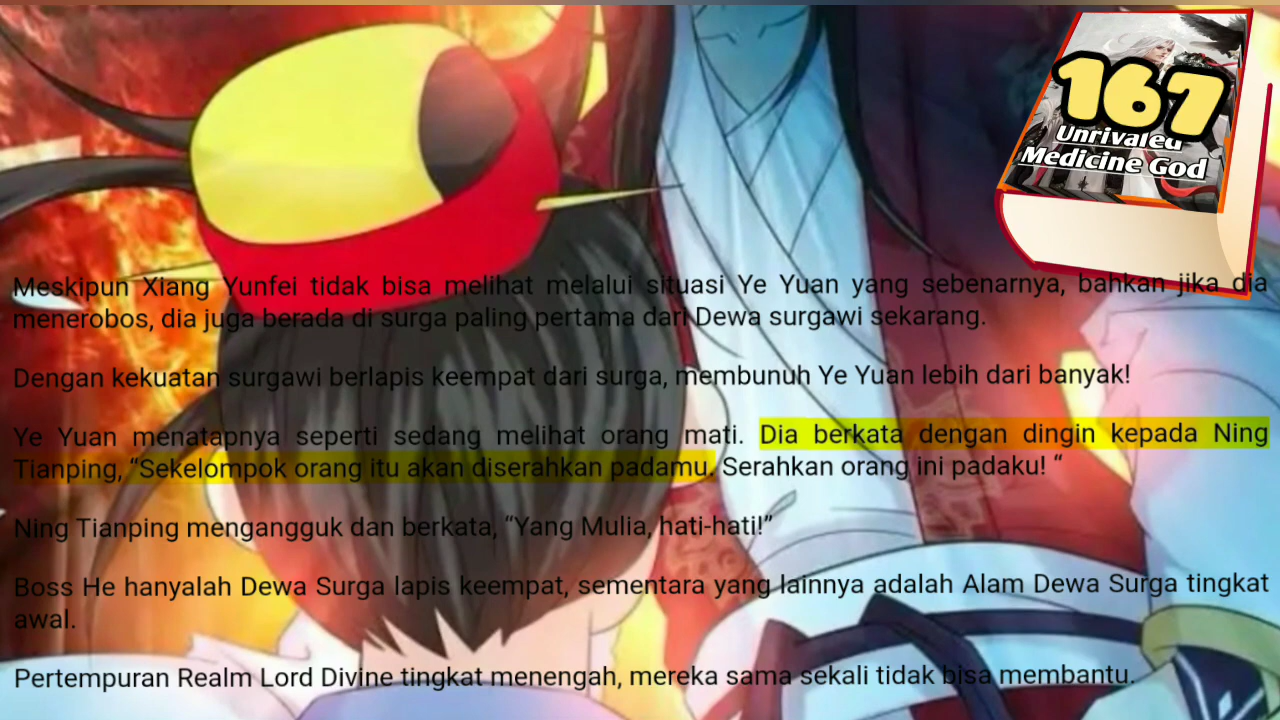 167
Unrivaled
Medicine God
Meskipun Xiang Yunfei tidak bisa melihat melalui situasi Ye Yuan yang sebenarnya, bahkan jika dia
menerobos, dia juga berada di surga paling pertama dari Dewa surgawi sekarang.
Dengan kekuatan surgawi berlapis keempat dari surga, membunuh Ye Yuan lebih dari banyak!
Ye Yuan menatapnya seperti sedang melihat orang mati. Dia berkata dengan dingin kepada Ning
Tianping, “Sekelompok orang itu akan diserahkan padamu. Serahkan orang ini padaku! “
Ning Tianping mengangguk dan berkata, “Yang Mulia, hati-hati!”
Boss He hanyalah Dewa Surga lapis keempat, sementara yang lainnya adalah Alam Dewa Surga tingkat
awal.
Pertempuran Realm Lord Divine tingkat menengah, mereka sama sekali tidak bisa membantu.